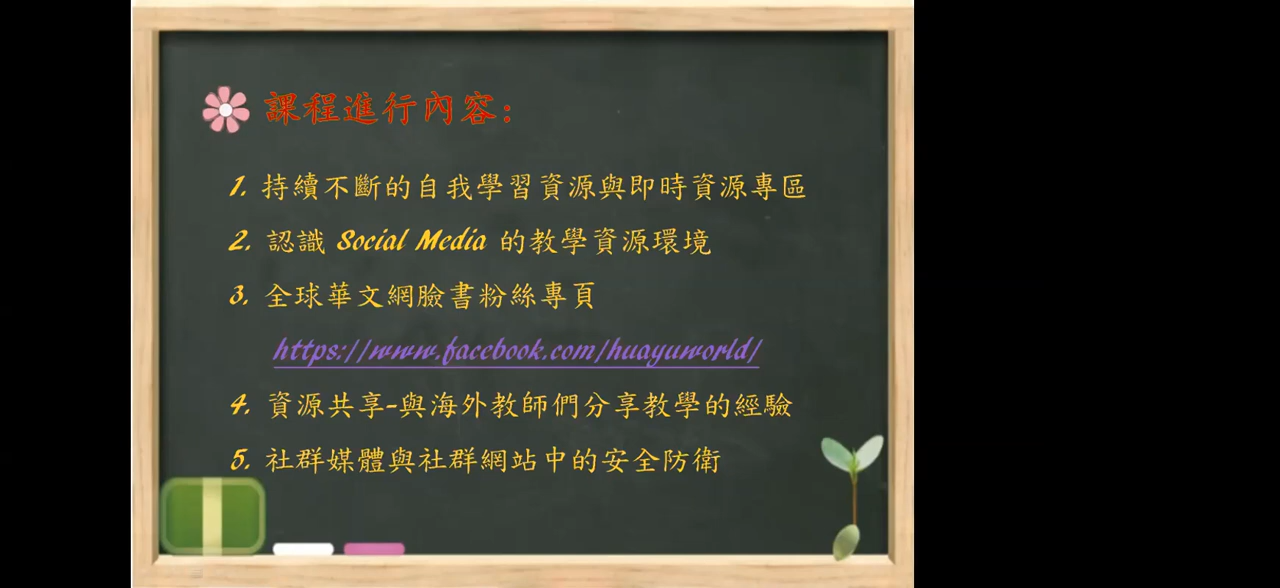 課程進行內容:
1. 持續不斷的自我學習資源與即時資源專區
2. 認識 Social Media 的教學資源環境
3. 全球華文網臉書粉絲專頁
https://www.facebook.com/huayuworld/
4. 資源共享-與海外教師們分享教學的經驗
5. 社群媒體與社群網站中的安全防衛